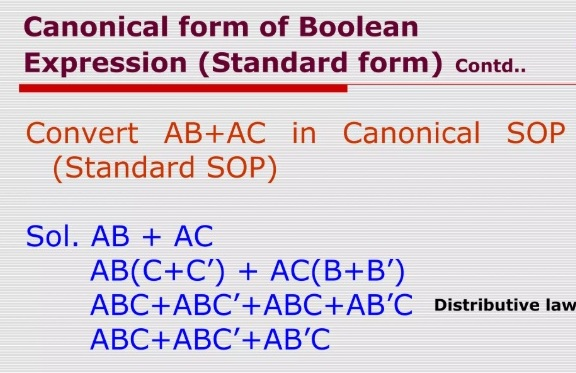 Canonical form of Boolean
Expression (Standard form) Contd..
Convert AB+AC in Canonical SOP
(Standard SOP)
Sol. AB + AC
AB(C+C’) + AC(B+B’)
ABC+ABC’+ABC+AB’C Distributive law
ABC+ABC’+AB’C